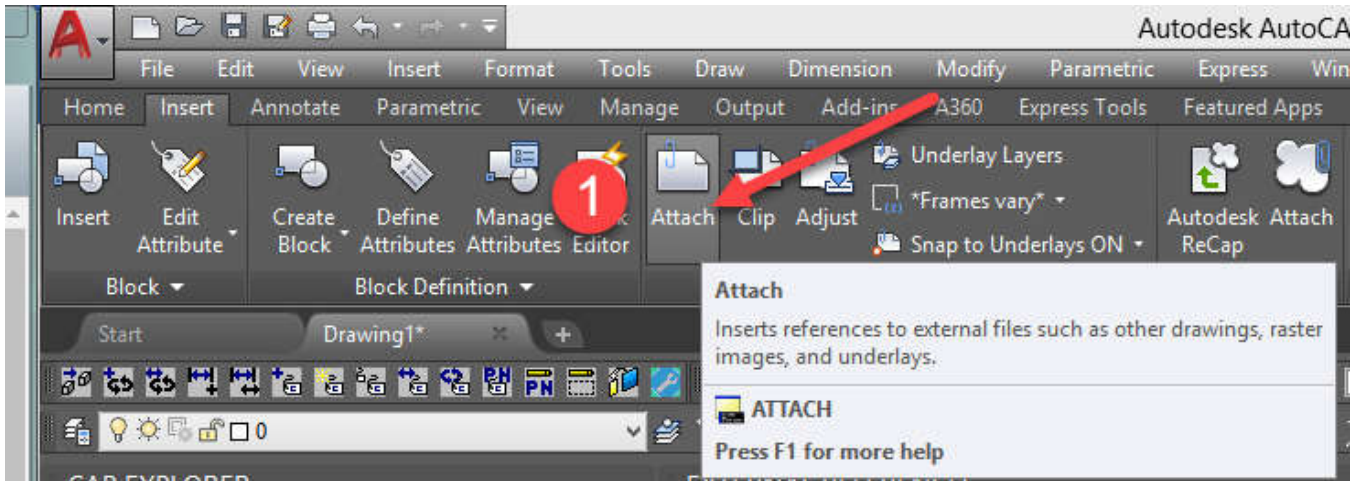 Autodesk AutoCA
File Edit View Insert Format Tools Draw Dimension Modify Parametric Express Win
Home Insert Annotate Parametric View Manage Output Add-ins A360 Express Tools Featured Apps
Underlay Layers
*Frames vary*
Snap to Underlays ON
Insert Edit Attribute Create Block Define Attributes Manage Attributes Editor Attach Clip Adjust Autodesk ReCap Attach
1
Block Block Definition
Attach
Inserts references to external files such as other drawings, raster
images, and underlays.
ATTACH
Press F1 for more help
Start Drawing1*
PN
0